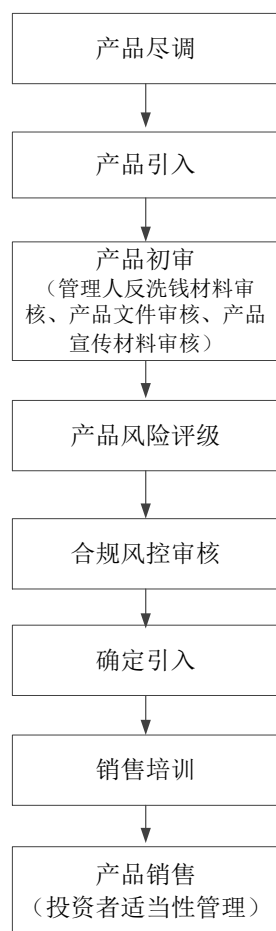 产品尽调
产品引入
产品初审
（管理人反洗钱材料审
核、产品文件审核、产品
宣传材料审核）
产品风险评级
合规风控审核
确定引入
销售培训
产品销售
（投资者适当性管理）